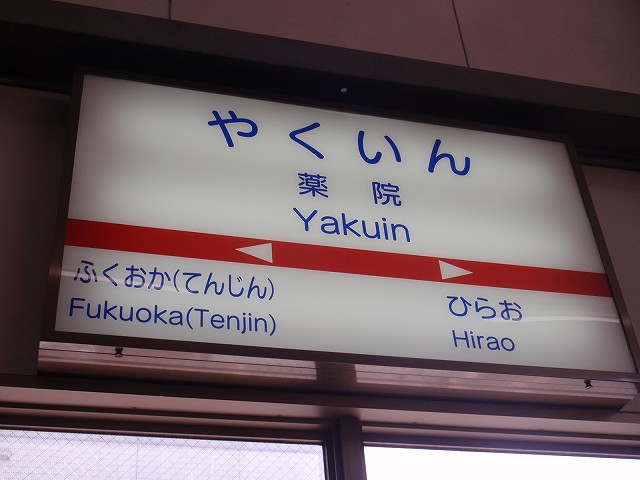 やくいん
薬院
Yakuin
ふくおか(てんじん)
Fukuoka(Tenjin)
ひらお
Hirao